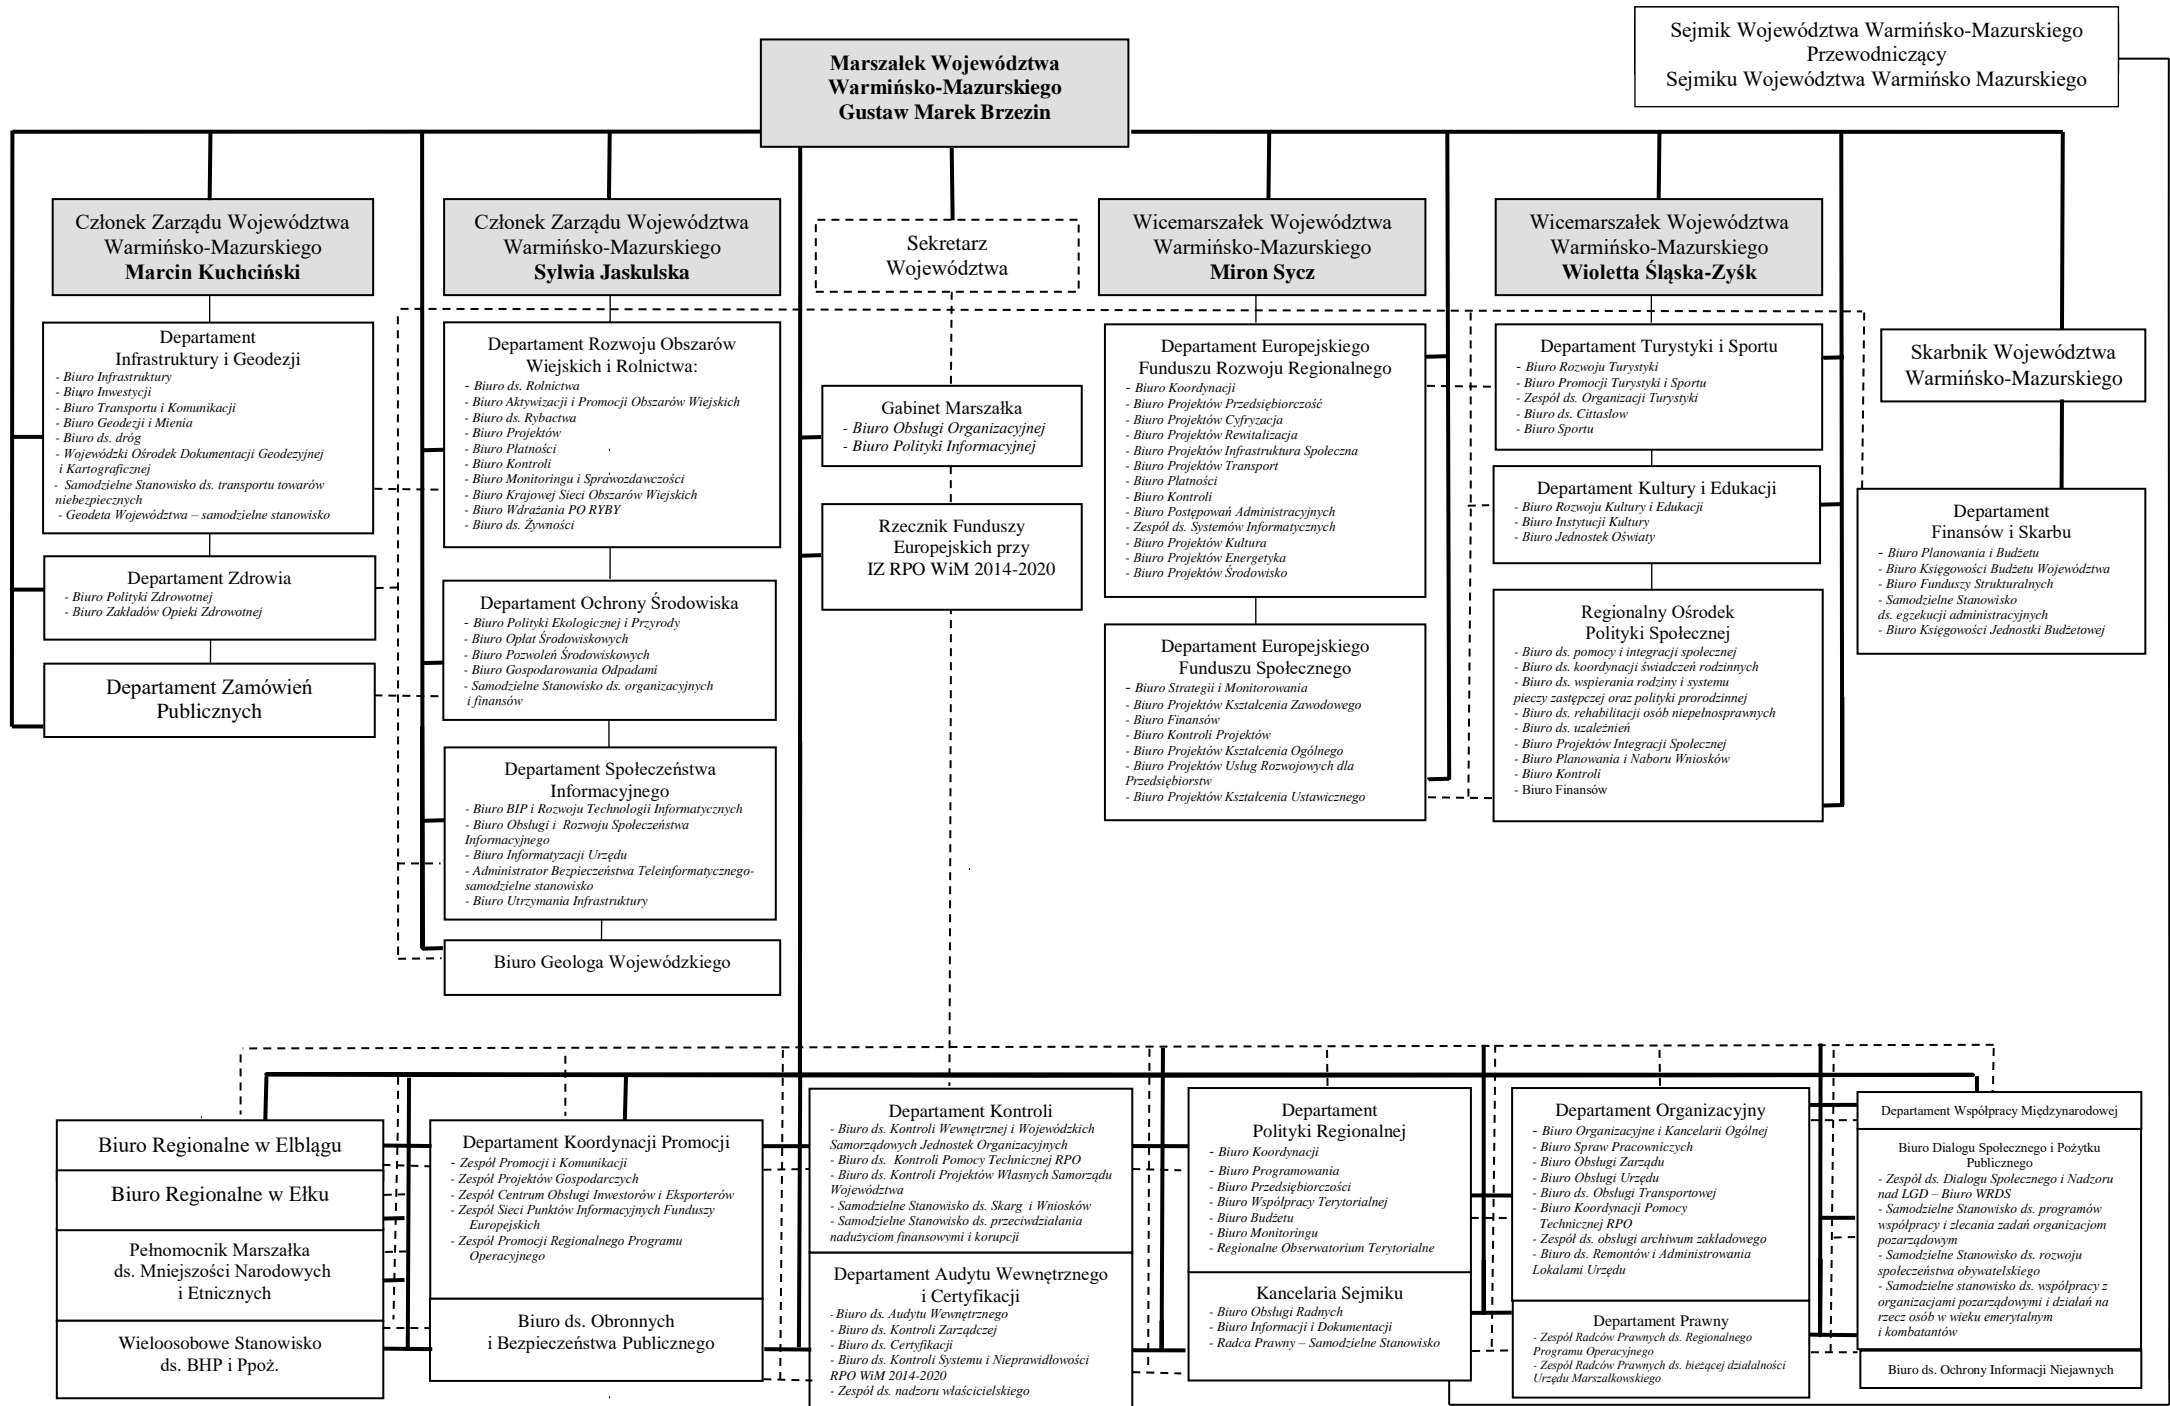 Sejmik Województwa Warmińsko-Mazurskiego
Przewodniczący
Sejmiku Województwa Warmińsko Mazurskiego
Marszałek Województwa
Warmińsko-Mazurskiego
Gustaw Marek Brzezin
Członek Zarządu Województwa
Warmińsko-Mazurskiego
Marcin Kuchciński
Członek Zarządu Województwa
Warmińsko-Mazurskiego
Sylwia Jaskulska
Sekretarz
Województwa
Wicemarszałek Województwa
Warmińsko-Mazurskiego
Miron Sycz
Wicemarszałek Województwa
Warmińsko-Mazurskiego
Wioletta Śląska-Zyśk
Departament
Infrastruktury i Geodezji
- Biuro Infrastruktury
- Biuro Inwestycji
- Biuro Transportu i Komunikacji
- Biuro Geodezji i Mienia
- Biuro ds. dróg
- Wojewódzki Ośrodek Dokumentacji Geodezyjnej
i Kartograficznej
- Samodzielne Stanowisko ds. transportu towarów
niebezpiecznych
- Geodeta Województwa – samodzielne stanowisko
Departament Zdrowia
- Biuro Polityki Zdrowotnej
- Biuro Zakładów Opieki Zdrowotnej
Departament Zamówień
Publicznych
Departament Rozwoju Obszarów
Wiejskich i Rolnictwa:
- Biuro ds. Rolnictwa
- Biuro Aktywizacji i Promocji Obszarów Wiejskich
- Biuro ds. Rybactwa
- Biuro Projektów
- Biuro Płatności
- Biuro Kontroli
- Biuro Monitoringu i Sprawozdawczości
- Biuro Krajowej Sieci Obszarów Wiejskich
- Biuro Wdrażania PO RYBY
- Biuro ds. Żywności
Departament Ochrony Środowiska
- Biuro Polityki Ekologicznej i Przyrody
- Biuro Opłat Środowiskowych
- Biuro Pozwoleń Środowiskowych
- Biuro Gospodarowania Odpadami
- Samodzielne Stanowisko ds. organizacyjnych
i finansów
Departament Społeczeństwa
Informacyjnego
- Biuro BIP i Rozwoju Technologii Informatycznych
- Biuro Obsługi i Rozwoju Społeczeństwa
Informacyjnego
- Biuro Informatyzacji Urzędu
- Administrator Bezpieczeństwa Teleinformatycznego-
samodzielne stanowisko
- Biuro Utrzymania Infrastruktury
Biuro Geologa Wojewódzkiego
Gabinet Marszałka
- Biuro Obsługi Organizacyjnej
- Biuro Polityki Informacyjnej
Rzecznik Funduszy
Europejskich przy
IZ RPO WiM 2014-2020
Departament Europejskiego
Funduszu Rozwoju Regionalnego
- Biuro Koordynacji
- Biuro Projektów Przedsiębiorczość
- Biuro Projektów Cyfryzacja
- Biuro Projektów Rewitalizacja
- Biuro Projektów Infrastruktura Społeczna
- Biuro Projektów Transport
- Biuro Płatności
- Biuro Kontroli
- Biuro Postępowań Administracyjnych
- Zespół ds. Systemów Informatycznych
- Biuro Projektów Kultura
- Biuro Projektów Energetyka
- Biuro Projektów Środowisko
Departament Europejskiego
Funduszu Społecznego
- Biuro Strategii i Monitorowania
- Biuro Projektów Kształcenia Zawodowego
- Biuro Finansów
- Biuro Kontroli Projektów
- Biuro Projektów Kształcenia Ogólnego
- Biuro Projektów Usług Rozwojowych dla
Przedsiębiorstw
- Biuro Projektów Kształcenia Ustawicznego
Departament Turystyki i Sportu
- Biuro Rozwoju Turystyki
- Biuro Promocji Turystyki i Sportu
- Zespół ds. Organizacji Turystyki
- Biuro ds. Cittaslow
- Biuro Sportu
Departament Kultury i Edukacji
- Biuro Rozwoju Kultury i Edukacji
- Biuro Instytucji Kultury
- Biuro Jednostek Oświaty
Regionalny Ośrodek
Polityki Społecznej
- Biuro ds. pomocy i integracji społecznej
- Biuro ds. koordynacji świadczeń rodzinnych
- Biuro ds. wspierania rodziny i systemu
pieczy zastępczej oraz polityki prorodzinnej
- Biuro ds. rehabilitacji osób niepełnosprawnych
- Biuro ds. uzależnień
- Biuro Projektów Integracji Społecznej
- Biuro Planowania i Naboru Wniosków
- Biuro Kontroli
- Biuro Finansów
Skarbnik Województwa
Warmińsko-Mazurskiego
Departament
Finansów i Skarbu
- Biuro Planowania i Budżetu
- Biuro Księgowości Budżetu Województwa
- Biuro Funduszy Strukturalnych
- Samodzielne Stanowisko
ds. egzekucji administracyjnych
- Biuro Księgowości Jednostki Budżetowej
Biuro Regionalne w Elblągu
Biuro Regionalne w Ełku
Pełnomocnik Marszałka
ds. Mniejszości Narodowych
i Etnicznych
Wieloosobowe Stanowisko
ds. BHP i Ppoż.
Departament Koordynacji Promocji
- Zespół Promocji i Komunikacji
- Zespół Projektów Gospodarczych
- Zespół Centrum Obsługi Inwestorów i Eksporterów
- Zespół Sieci Punktów Informacyjnych Funduszy
Europejskich
- Zespół Promocji Regionalnego Programu
Operacyjnego
Biuro ds. Obronnych
i Bezpieczeństwa Publicznego
Departament Kontroli
- Biuro ds. Kontroli Wewnętrznej i Wojewódzkich
Samorządowych Jednostek Organizacyjnych
- Biuro ds. Kontroli Pomocy Technicznej RPO
- Biuro ds. Kontroli Projektów Własnych Samorządu
Województwa
- Samodzielne Stanowisko ds. Skarg i Wniosków
- Samodzielne Stanowisko ds. przeciwdziałania
nadużyciom finansowymi i korupcji
Departament Audytu Wewnętrznego
i Certyfikacji
- Biuro ds. Audytu Wewnętrznego
- Biuro ds. Kontroli Zarządczej
- Biuro ds. Certyfikacji
- Biuro ds. Kontroli Systemu i Nieprawidłowości
RPO WiM 2014-2020
- Zespół ds. nadzoru właścicielskiego
Departament
Polityki Regionalnej
- Biuro Koordynacji
- Biuro Programowania
- Biuro Przedsiębiorczości
- Biuro Współpracy Terytorialnej
- Biuro Budżetu
- Biuro Monitoringu
- Regionalne Obserwatorium Terytorialne
Kancelaria Sejmiku
- Biuro Obsługi Radnych
- Biuro Informacji i Dokumentacji
- Radca Prawny – Samodzielne Stanowisko
Departament Organizacyjny
- Biuro Organizacyjne i Kancelarii Ogólnej
- Biuro Spraw Pracowniczych
- Biuro Obsługi Zarządu
- Biuro Obsługi Urzędu
- Biuro ds. Obsługi Transportowej
- Biuro Koordynacji Pomocy
Technicznej RPO
- Zespół ds. obsługi archiwum zakładowego
- Biuro ds. Remontów i Administrowania
Lokalami Urzędu
Departament Prawny
- Zespół Radców Prawnych ds. Regionalnego
Programu Operacyjnego
- Zespół Radców Prawnych ds. bieżącej działalności
Urzędu Marszałkowskiego
Departament Współpracy Międzynarodowej
Biuro Dialogu Społecznego i Pożytku
Publicznego
- Zespół ds. Dialogu Społecznego i Nadzoru
nad LGD – Biuro WRDS
- Samodzielne Stanowisko ds. programów
współpracy i zlecania zadań organizacjom
pozarządowym
- Samodzielne Stanowisko ds. rozwoju
społeczeństwa obywatelskiego
- Samodzielne stanowisko ds. współpracy z
organizacjami pozarządowymi i działań na
rzecz osób w wieku emerytalnym
i kombatantów
Biuro ds. Ochrony Informacji Niejawnych